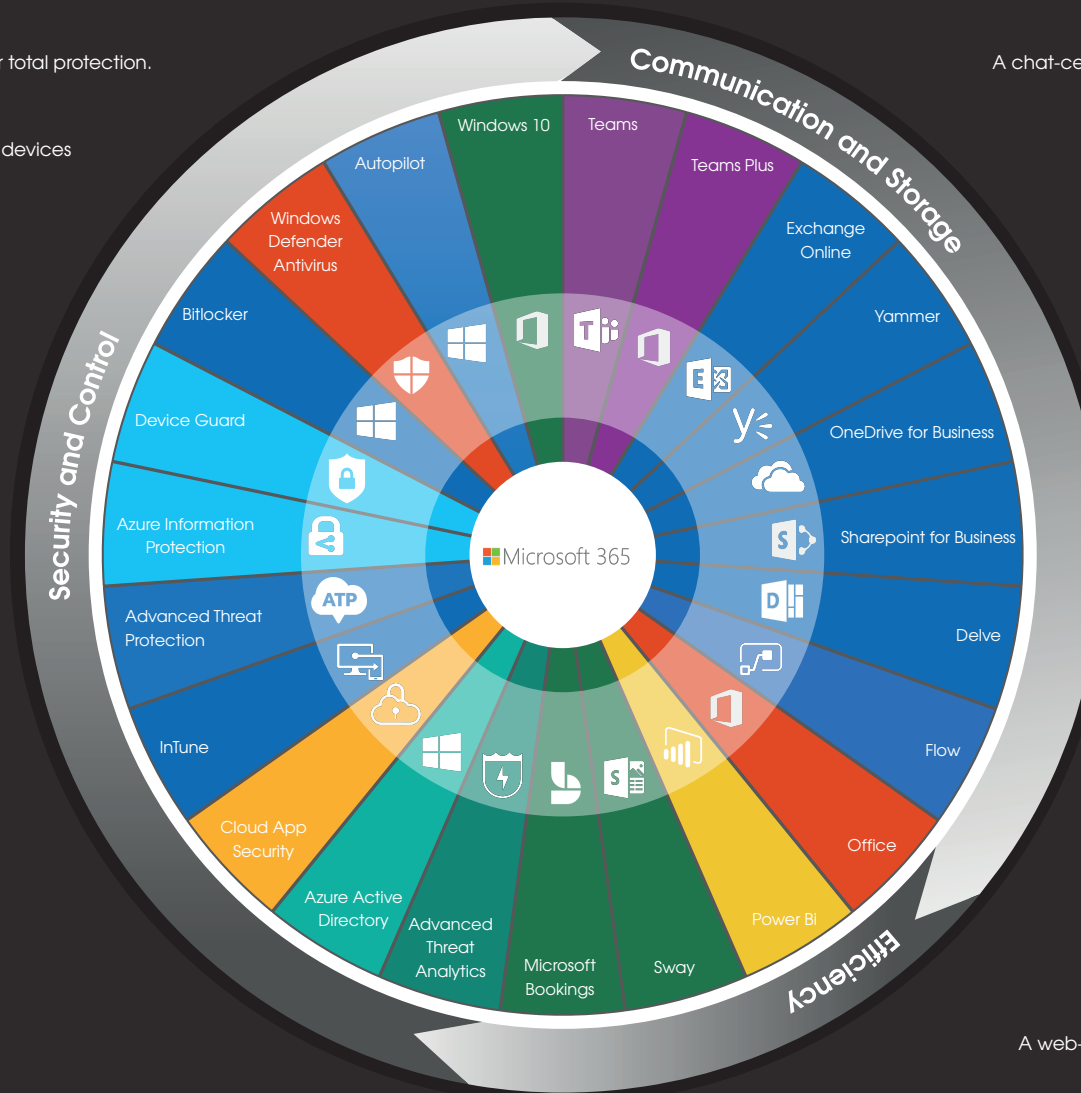 r total protection.
devices
A chat-ce
A web-
Communication and Storage
Efficiency
Security and Control
Windows 10
Teams
Teams Plus
Exchange
Online
Yammer
OneDrive for Business
Sharepoint for Business
Delve
Flow
Office
Power Bi
Sway
Microsoft
Bookings
Advanced
Threat
Analytics
Azure Active
Directory
Cloud App
Security
InTune
Advanced Threat
Protection
Azure Information
Protection
Device Guard
Bitlocker
Windows
Defender
Antivirus
Autopilot
T
E
S
D
S
ATP
Microsoft 365